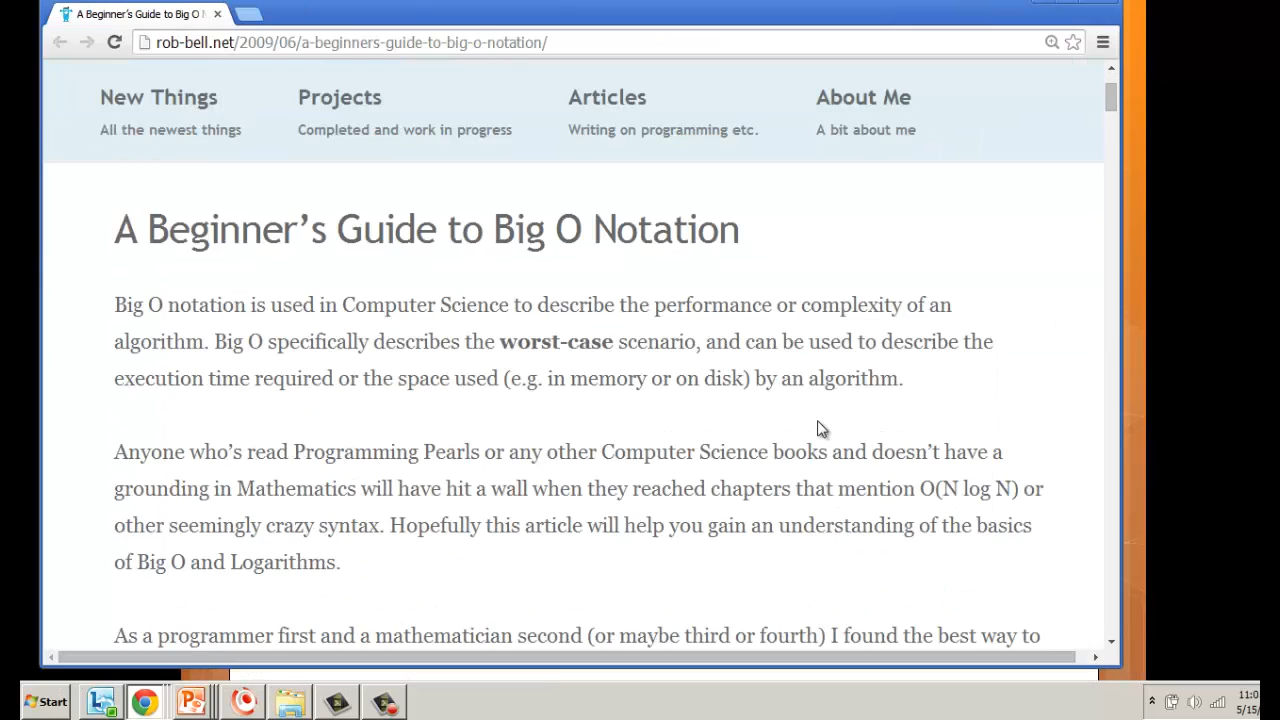 A Beginner's Guide to Big O
rob-bell.net/2009/06/a-beginners-guide-to-big-o-notation/
New Things Projects Articles About Me
All the newest things Completed and work in progress Writing on programming etc. A bit about me
A Beginner’s Guide to Big O Notation
Big O notation is used in Computer Science to describe the performance or complexity of an
algorithm. Big O specifically describes the worst-case scenario, and can be used to describe the
execution time required or the space used (e.g. in memory or on disk) by an algorithm.
Anyone who’s read Programming Pearls or any other Computer Science books and doesn’t have a
grounding in Mathematics will have hit a wall when they reached chapters that mention O(N log N) or
other seemingly crazy syntax. Hopefully this article will help you gain an understanding of the basics
of Big O and Logarithms.
As a programmer first and a mathematician second (or maybe third or fourth) I found the best way to
Start
11:0
5/15/